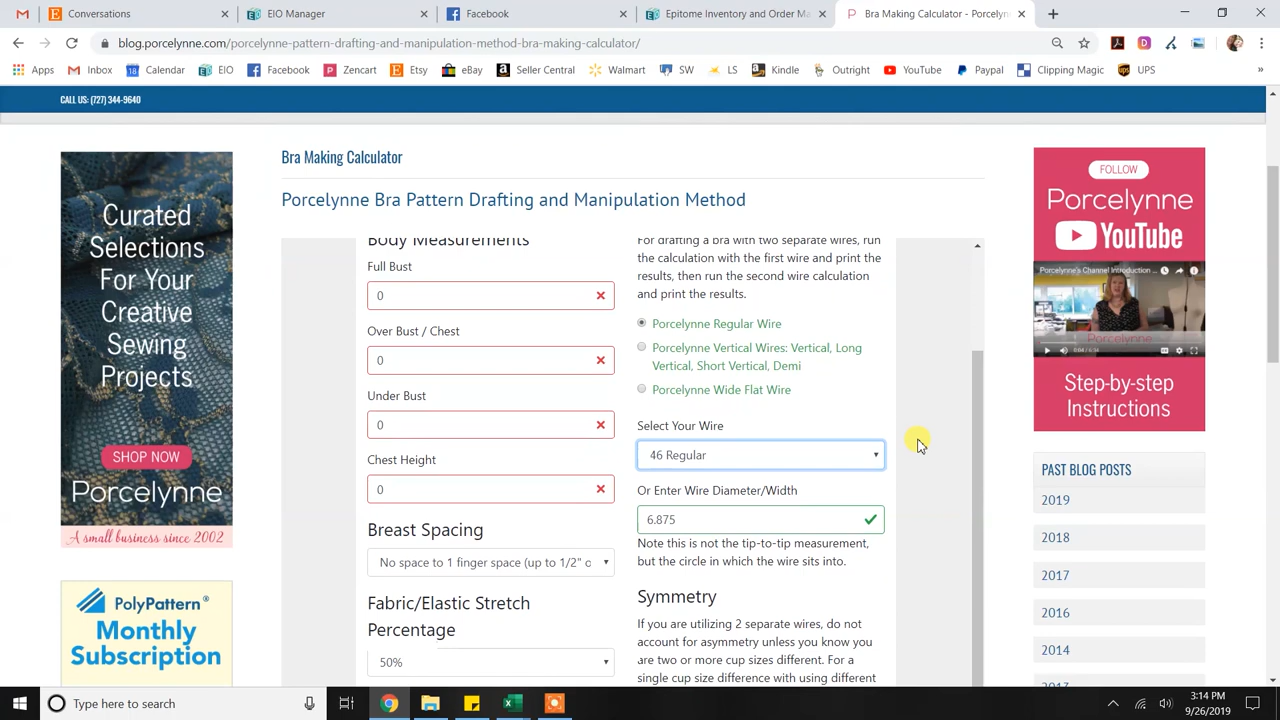 Conversations
EIO Manager
Facebook
Epitome Inventory and Order Ma
Bra Making Calculator - Porcelynn
blog.porcelynne.com/porcelynne-pattern-drafting-and-manipulation-method-bra-making-calculator/
Apps
Inbox
Calendar
EIO
Facebook
Zencart
Etsy
eBay
Seller Central
Walmart
SW
LS
Kindle
Outright
YouTube
Paypal
Clipping Magic
UPS
CALL US: (727) 344-9640
Curated
Selections
For Your
Creative
Sewing
Projects
SHOP NOW
Porcelynne
A small business since 2002
PolyPattern®
Monthly
Subscription
Bra Making Calculator
Porcelynne Bra Pattern Drafting and Manipulation Method
Body Measurements
Full Bust
0
Over Bust / Chest
0
Under Bust
0
Chest Height
0
Breast Spacing
No space to 1 finger space (up to 1/2" o
Fabric/Elastic Stretch
Percentage
50%
For drafting a bra with two separate wires, run
the calculation with the first wire and print the
results, then run the second wire calculation
and print the results.
Porcelynne Regular Wire
Porcelynne Vertical Wires: Vertical, Long
Vertical, Short Vertical, Demi
Porcelynne Wide Flat Wire
Select Your Wire
46 Regular
Or Enter Wire Diameter/Width
6.875
Note this is not the tip-to-tip measurement,
but the circle in which the wire sits into.
Symmetry
If you are utilizing 2 separate wires, do not
account for asymmetry unless you know you
are two or more cup sizes different. For a
single cup size difference with using different
FOLLOW
Porcelynne
YouTube
Porcelynne's Channel Introduction ...
Step-by-step
Instructions
PAST BLOG POSTS
2019
2018
2017
2016
2014
Type here to search
3:14 PM
9/26/2019